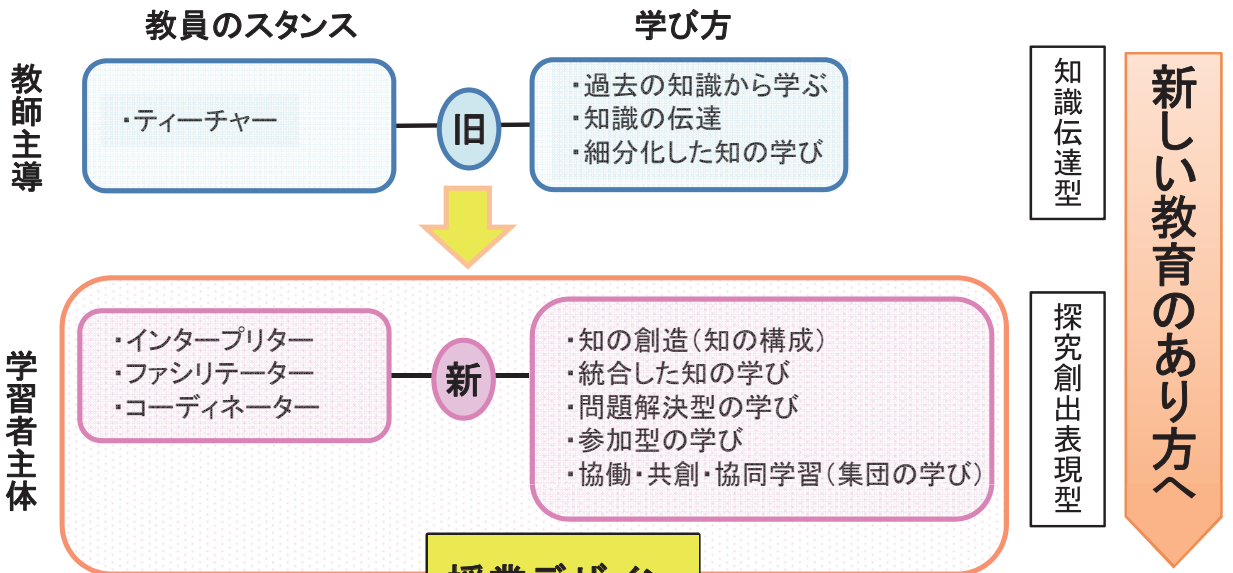 教員のスタンス
学び方
教師主導
・ティーチャー
旧
・過去の知識から学ぶ
・知識の伝達
・細分化した知の学び
知識伝達型
新しい教育のあり方へ
学習者主体
・インタープリター
・ファシリテーター
・コーディネーター
新
・知の創造(知の構成)
・統合した知の学び
・問題解決型の学び
・参加型の学び
・協働・共創・協同学習(集団の学び)
探究創出表現型
授業デザイン